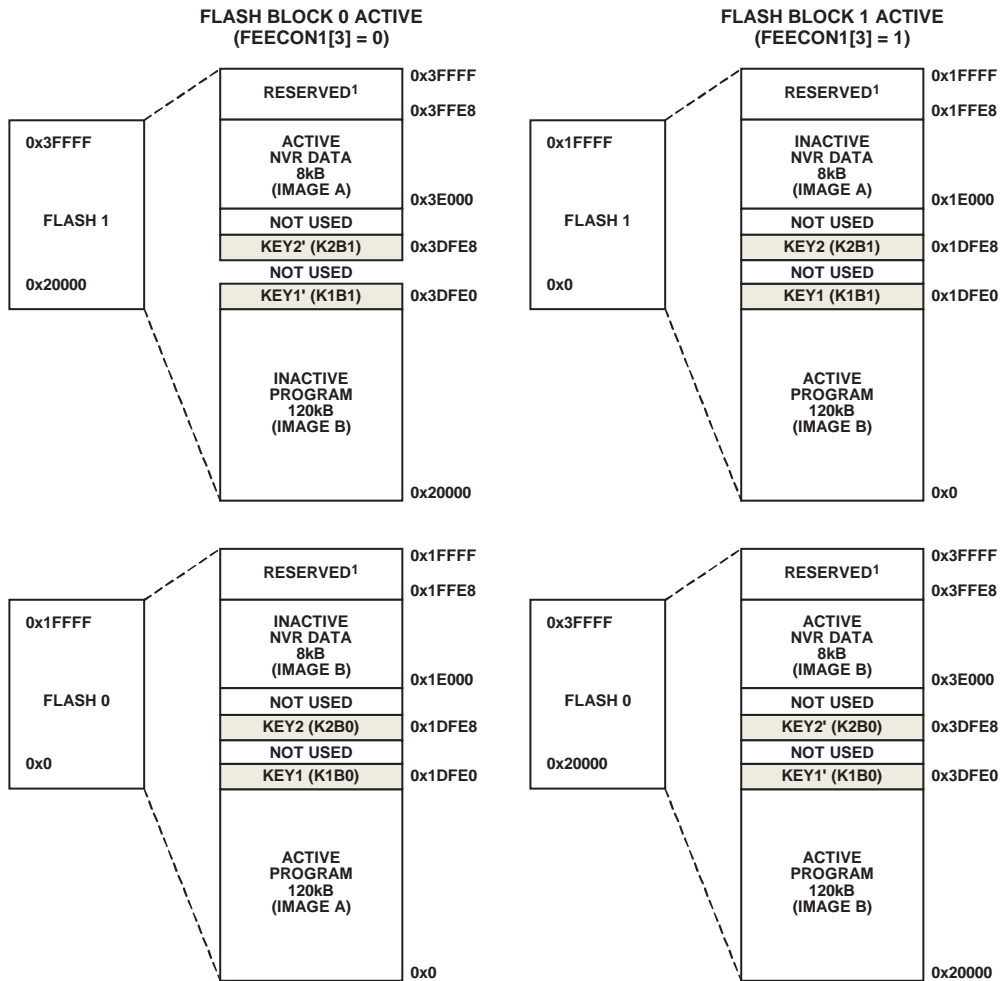 FLASH BLOCK 0 ACTIVE
(FEECON1[3] = 0)
0x3FFFF
FLASH 1
0x20000
RESERVED1
ACTIVE
NVR DATA
8kB
(IMAGE A)
NOT USED
KEY2' (K2B1)
NOT USED
KEY1' (K1B1)
INACTIVE
PROGRAM
120kB
(IMAGE B)
0x3FFFF
0x3FFE8
0x3E000
0x3DFE8
0x3DFE0
0x20000
FLASH BLOCK 1 ACTIVE
(FEECON1[3] = 1)
0x1FFFF
FLASH 1
0x0
RESERVED1
INACTIVE
NVR DATA
8kB
(IMAGE A)
NOT USED
KEY2 (K2B1)
NOT USED
KEY1 (K1B1)
ACTIVE
PROGRAM
120kB
(IMAGE B)
0x1FFFF
0x1FFE8
0x1E000
0x1DFE8
0x1DFE0
0x0
0x1FFFF
FLASH 0
0x0
RESERVED1
INACTIVE
NVR DATA
8kB
(IMAGE B)
NOT USED
KEY2 (K2B0)
NOT USED
KEY1 (K1B0)
ACTIVE
PROGRAM
120kB
(IMAGE A)
0x1FFFF
0x1FFE8
0x1E000
0x1DFE8
0x1DFE0
0x0
0x3FFFF
FLASH 0
0x20000
RESERVED1
ACTIVE
NVR DATA
8kB
(IMAGE B)
NOT USED
KEY2' (K2B0)
NOT USED
KEY1' (K1B0)
ACTIVE
PROGRAM
120kB
(IMAGE B)
0x3FFFF
0x3FFE8
0x3E000
0x3DFE8
0x3DFE0
0x20000